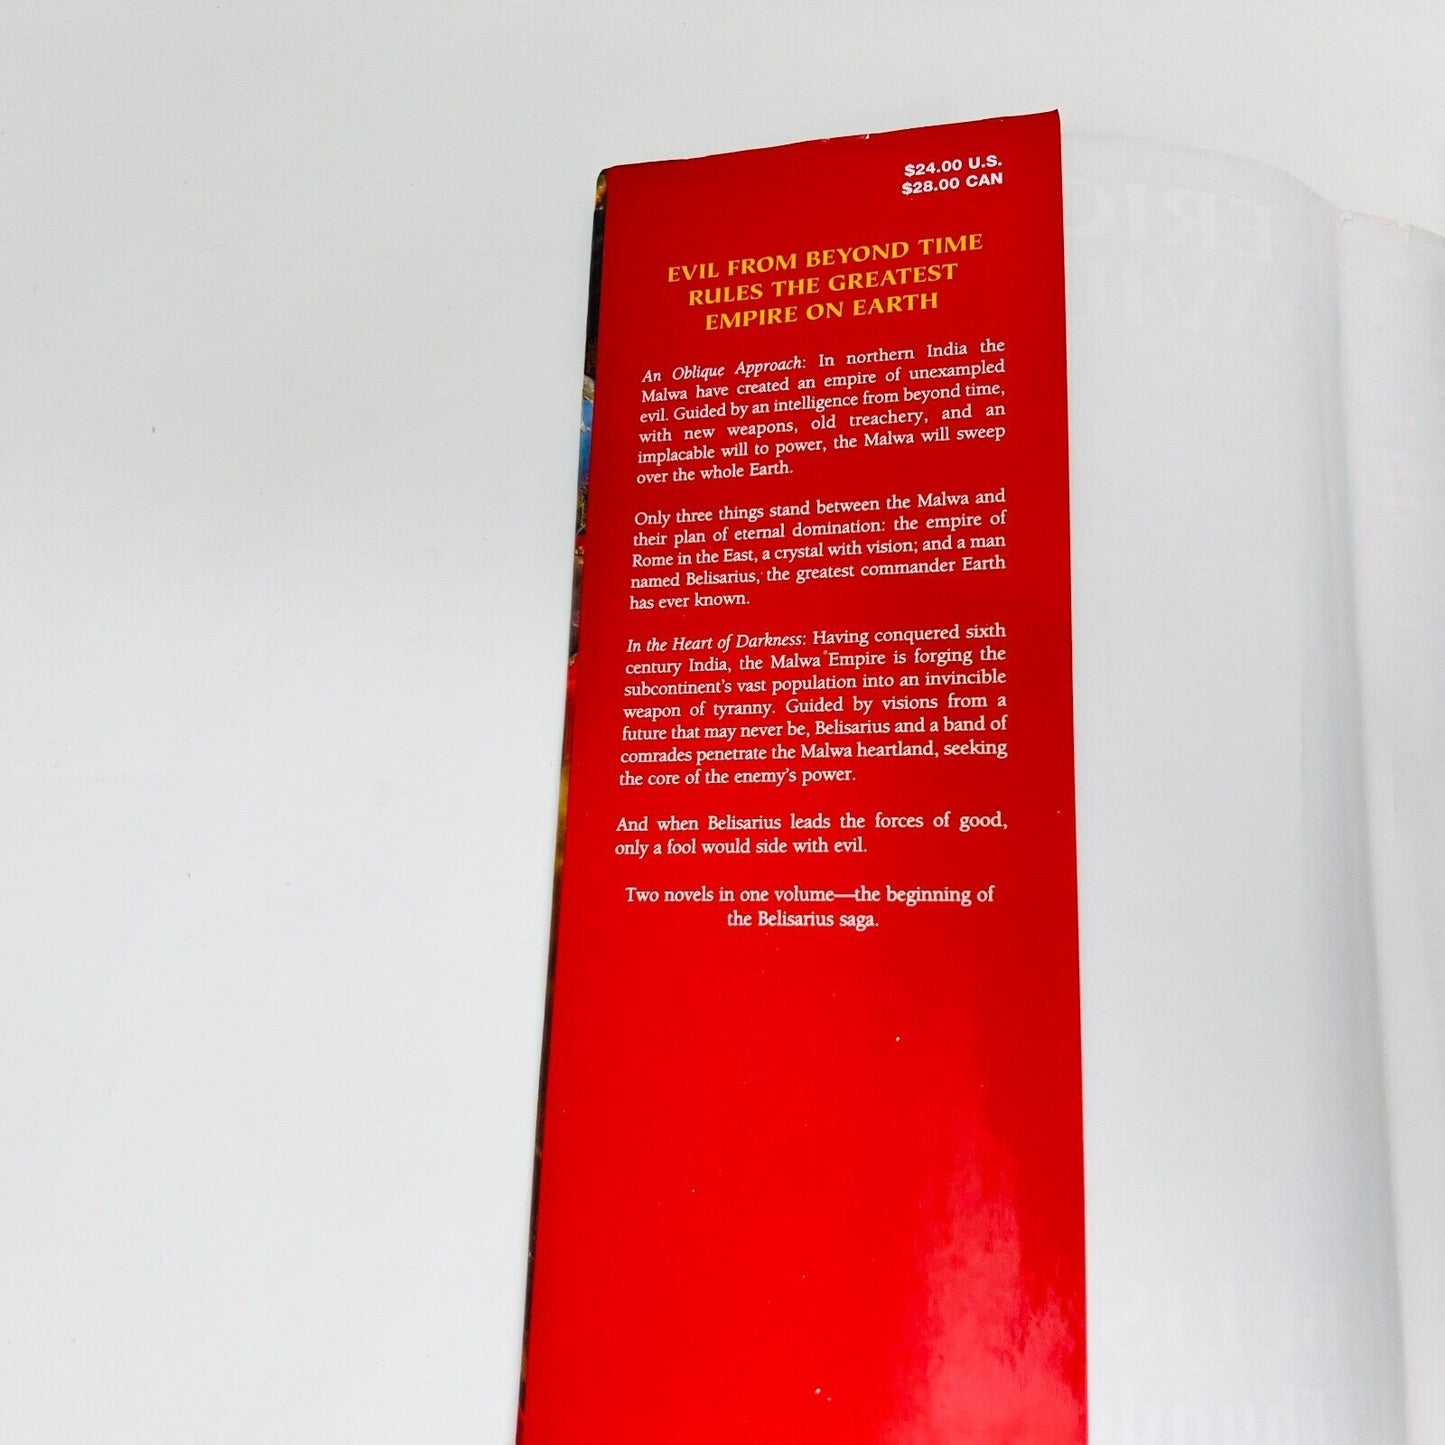 $24.00 U.S.
$28.00 CAN
EVIL FROM BEYOND TIME
RULES THE GREATEST
EMPIRE ON EARTH
An Oblique Approach: In northern India the
Malwa have created an empire of unexampled
evil. Guided by an intelligence from beyond time,
with new weapons, old treachery, and an
implacable will to power, the Malwa will sweep
over the whole Earth.
Only three things stand between the Malwa and
their plan of eternal domination: the empire of
Rome in the East, a crystal with vision; and a man
named Belisarius, the greatest commander Earth
has ever known.
In the Heart of Darkness: Having conquered sixth
century India, the Malwa Empire is forging the
subcontinent's vast population into an invincible
weapon of tyranny. Guided by visions from a
future that may never be, Belisarius and a band of
comrades penetrate the Malwa heartland, seeking
the core of the enemy's power.
And when Belisarius leads the forces of good,
only a fool would side with evil.
Two novels in one volume—the beginning of
the Belisarius saga.